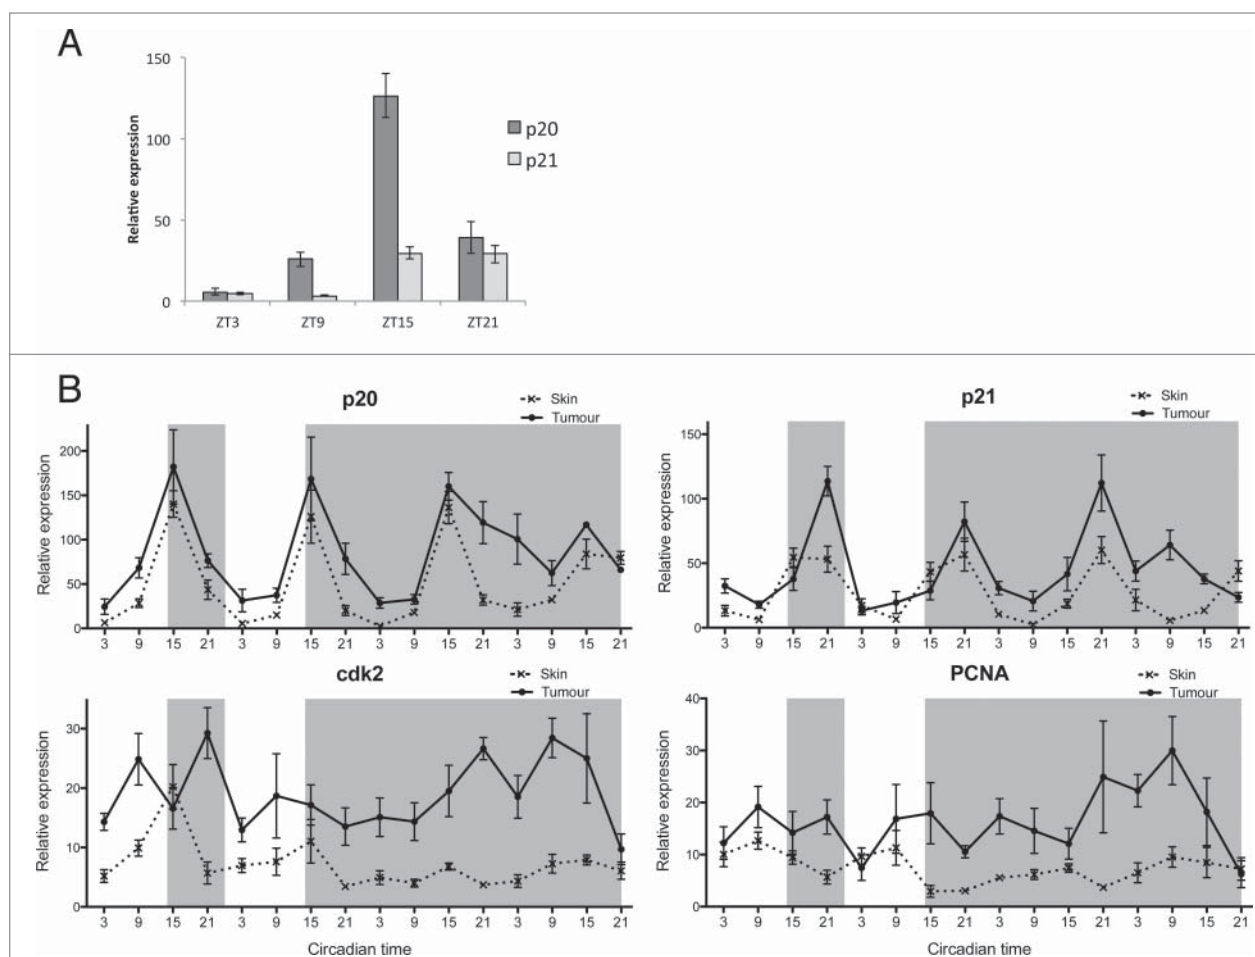 A
150
100
50
0
Relative expression
p20
p21
ZT3 ZT9 ZT15 ZT21
B
p20
Skin
Tumour
Relative expression
200
150
100
50
0
3 9 15 21 3 9 15 21 3 9 15 21 3 9 15 21
p21
Skin
Tumour
Relative expression
150
100
50
0
3 9 15 21 3 9 15 21 3 9 15 21 3 9 15 21
cdk2
Skin
Tumour
Relative expression
30
20
10
0
3 9 15 21 3 9 15 21 3 9 15 21 3 9 15 21
Circadian time
PCNA
Skin
Tumour
Relative expression
40
30
20
10
0
3 9 15 21 3 9 15 21 3 9 15 21 3 9 15 21
Circadian time